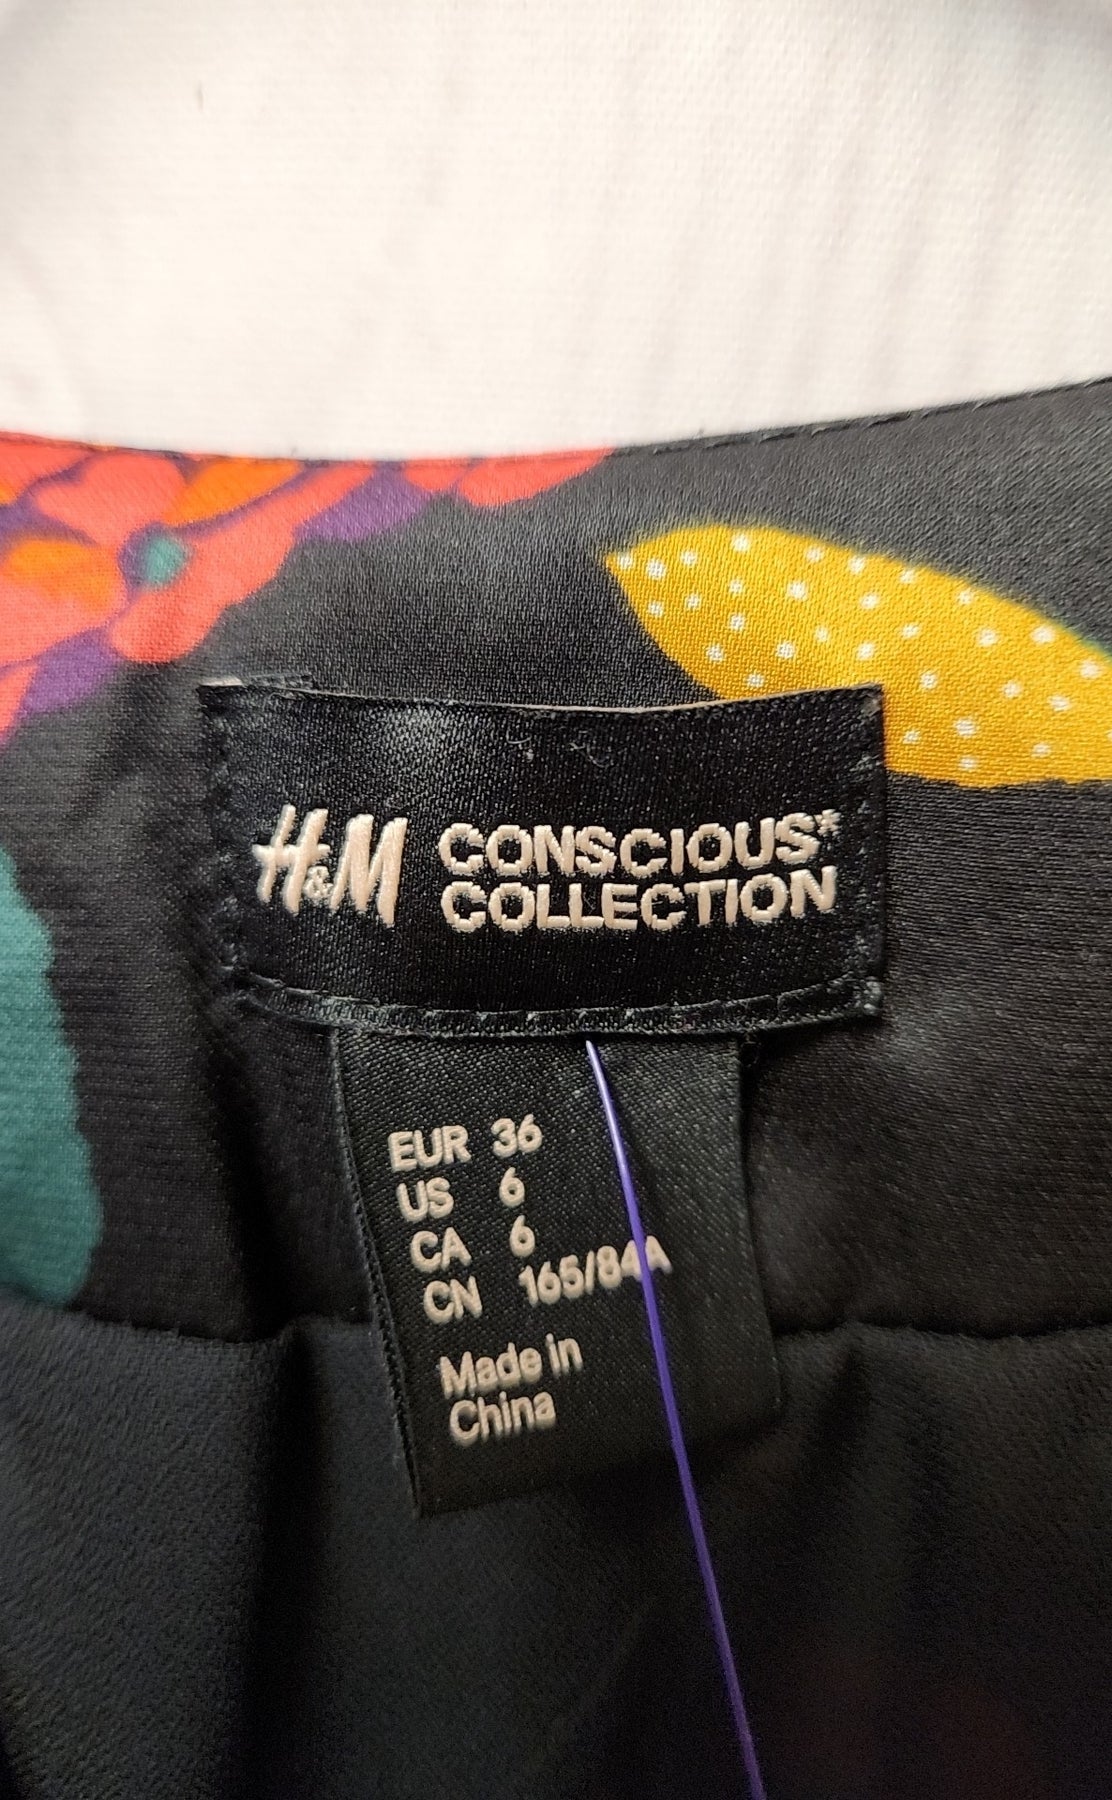 H&M CONSCIOUS*
COLLECTION
EUR 36
US 6
CA 6
CN 165/84A
Made in
China